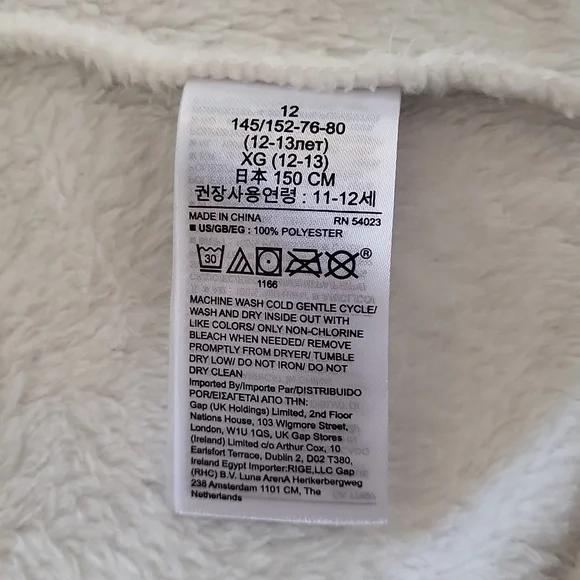 12
145/152-76-80
(12-13лет)
XG (12-13)
日本 150 CM
권장사용연령 : 11-12세
MADE IN CHINA RN 54023
■ US/GB/EG : 100% POLYESTER
30 ®
1166
MACHINE WASH COLD GENTLE CYCLE/
WASH AND DRY INSIDE OUT WITH
LIKE COLORS/ ONLY NON-CHLORINE
BLEACH WHEN NEEDED/ REMOVE
PROMPTLY FROM DRYER/ TUMBLE
DRY LOW/ DO NOT IRON/ DO NOT
DRY CLEAN
Imported By/Importe Par/DISTRIBUIDO
POR/ΕΙΣΑΓΕΤΑΙ ΑΠΟ ΤΗΝ:
Gap (UK Holdings) Limited, 2nd Floor
Nations House, 103 Wigmore Street,
London, W1U 1QS, UK Gap Stores
(Ireland) Limited c/o Arthur Cox, 10
Earlsfort Terrace, Dublin 2, D02 T380,
Ireland Egypt Importer:RIGE,LLC Gap
(RHC) B.V. Luna ArenA Herikerbergweg
238 Amsterdam 1101 CM, The
Netherlands